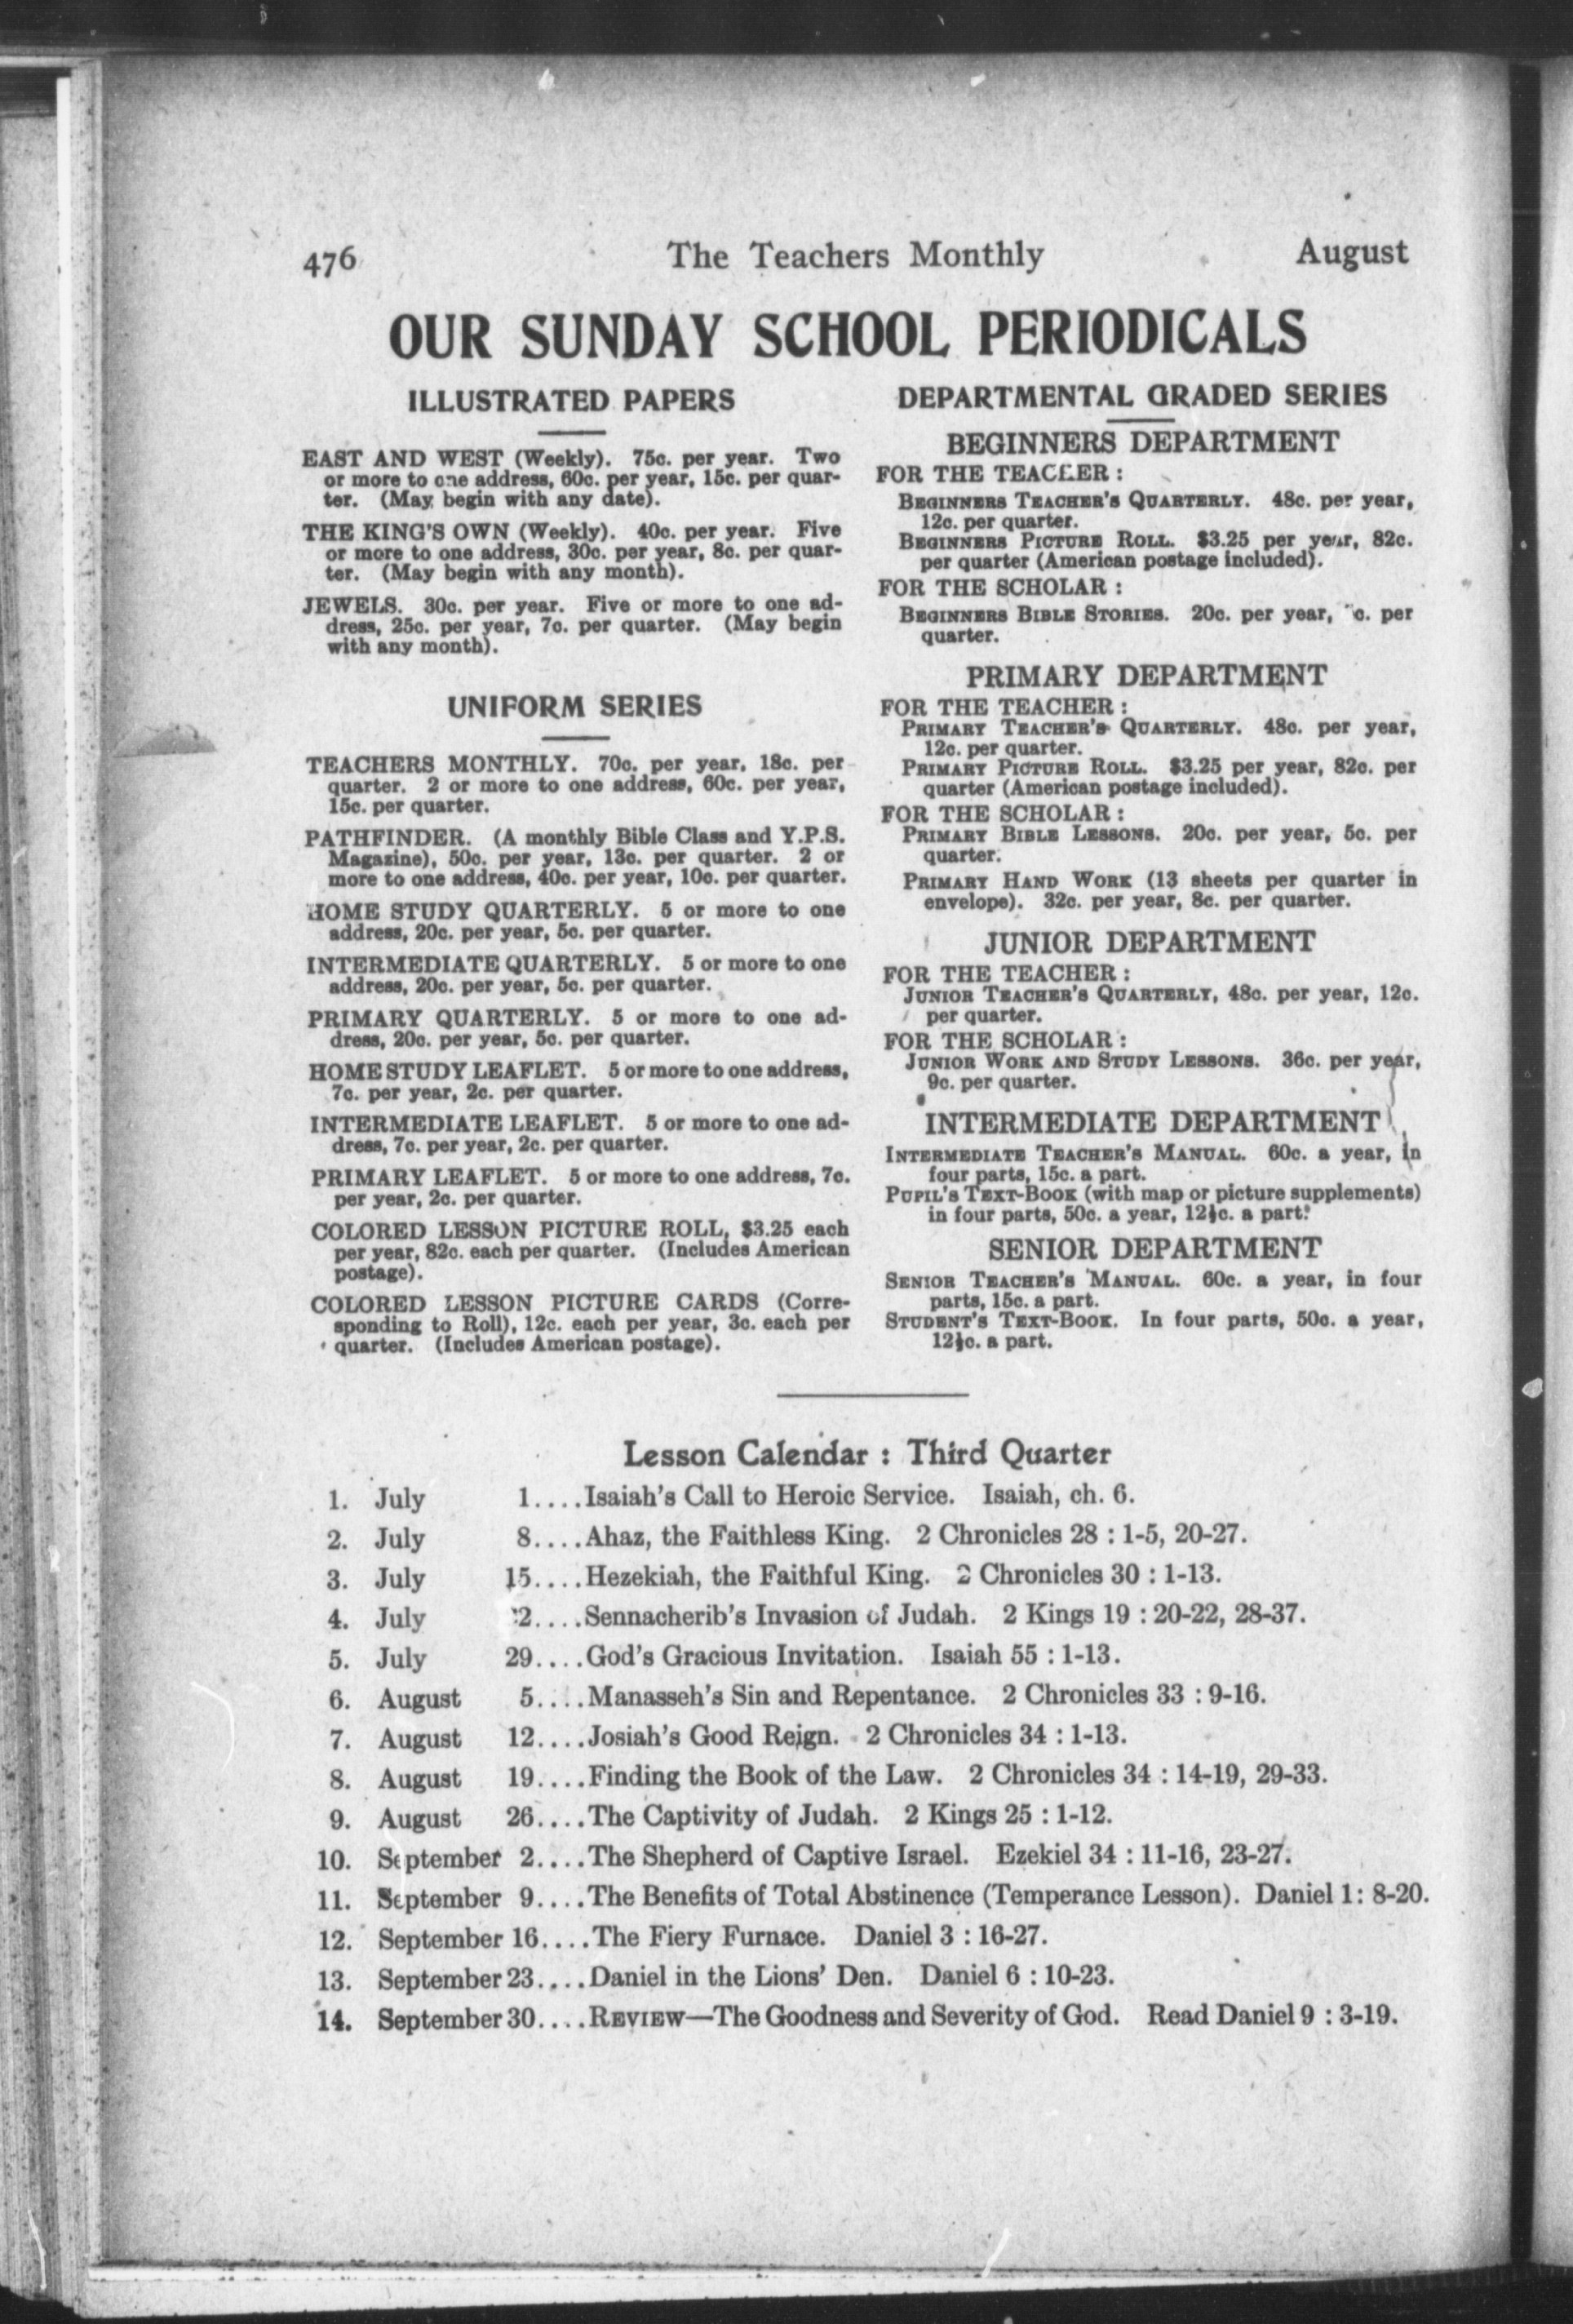 476
The Teachers Monthly
August
OUR SUNDAY SCHOOL PERIODICALS
ILLUSTRATED PAPERS
EAST AND WEST (Weekly). 75c. per year. Two
or more to one address, 60c. per year, 15c. per quar-
ter. (May begin with any date).
THE KING'S OWN (Weekly). 40c. per year. Five
or more to one address, 30c. per year, 8c. per quar-
ter. (May begin with any month).
JEWELS. 30c. per year. Five or more to one ad-
dress, 25c. per year, 7c. per quarter. (May begin
with any month).
UNIFORM SERIES
TEACHERS MONTHLY. 70c. per year, 18c. per
quarter. 2 or more to one address, 60c. per year,
15c. per quarter.
PATHFINDER. (A monthly Bible Class and Y.P.S.
Magazine), 50c. per year, 13c. per quarter. 2 or
more to one address, 40c. per year, 10c. per quarter.
HOME STUDY QUARTERLY. 5 or more to one
address, 20c. per year, 5c. per quarter.
INTERMEDIATE QUARTERLY. 5 or more to one
address, 20c. per year, 5c. per quarter.
PRIMARY QUARTERLY. 5 or more to one ad-
dress, 20c. per year, 5c. per quarter.
HOME STUDY LEAFLET. 5 or more to one address,
7c. per year, 2c. per quarter.
INTERMEDIATE LEAFLET. 5 or more to one ad-
dress, 7c. per year, 2c. per quarter.
PRIMARY LEAFLET. 5 or more to one address, 7c.
per year, 2c. per quarter.
COLORED LESSON PICTURE ROLL, $3.25 each
per year, 82c. each per quarter. (Includes American
postage).
COLORED LESSON PICTURE CARDS (Corre-
sponding to Roll), 12c. each per year, 3c. each per
quarter. (Includes American postage).
DEPARTMENTAL GRADED SERIES
BEGINNERS DEPARTMENT
FOR THE TEACHER :
BEGINNERS TEACHER'S QUARTERLY. 48c. per year,
12c. per quarter.
BEGINNERS PICTURE ROLL. $3.25 per year, 82c.
per quarter (American postage included).
FOR THE SCHOLAR :
BEGINNERS BIBLE STORIES. 20c. per year, c. per
quarter.
PRIMARY DEPARTMENT
FOR THE TEACHER :
PRIMARY TEACHER'S QUARTERLY. 48c. per year,
12c. per quarter.
PRIMARY PICTURE ROLL. $3.25 per year, 82c. per
quarter (American postage included).
FOR THE SCHOLAR :
PRIMARY BIBLE LESSONS. 20c. per year, 5c. per
quarter.
PRIMARY HAND WORK (13 sheets per quarter in
envelope). 32c. per year, 8c. per quarter.
JUNIOR DEPARTMENT
FOR THE TEACHER :
JUNIOR TEACHER'S QUARTERLY, 48c. per year, 12c.
per quarter.
FOR THE SCHOLAR :
JUNIOR WORK AND STUDY LESSONS. 36c. per year,
9c. per quarter.
INTERMEDIATE DEPARTMENT
INTERMEDIATE TEACHER'S MANUAL. 60c. a year, in
four parts, 15c. a part.
PUPIL'S TEXT-BOOK (with map or picture supplements)
in four parts, 50c. a year, 12½c. a part.
SENIOR DEPARTMENT
SENIOR TEACHER'S MANUAL. 60c. a year, in four
parts, 15c. a part.
STUDENT'S TEXT-BOOK. In four parts, 50c. a year,
12½c. a part.
Lesson Calendar : Third Quarter
1. July 1....Isaiah's Call to Heroic Service. Isaiah, ch. 6.
2. July 8....Ahaz, the Faithless King. 2 Chronicles 28 : 1-5, 20-27.
3. July 15....Hezekiah, the Faithful King. 2 Chronicles 30 : 1-13.
4. July 22....Sennacherib's Invasion of Judah. 2 Kings 19 : 20-22, 28-37.
5. July 29....God's Gracious Invitation. Isaiah 55 : 1-13.
6. August 5....Manasseh's Sin and Repentance. 2 Chronicles 33 : 9-16.
7. August 12....Josiah's Good Reign. 2 Chronicles 34 : 1-13.
8. August 19....Finding the Book of the Law. 2 Chronicles 34 : 14-19, 29-33.
9. August 26....The Captivity of Judah. 2 Kings 25 : 1-12.
10. September 2....The Shepherd of Captive Israel. Ezekiel 34 : 11-16, 23-27.
11. September 9....The Benefits of Total Abstinence (Temperance Lesson). Daniel 1: 8-20.
12. September 16....The Fiery Furnace. Daniel 3 : 16-27.
13. September 23....Daniel in the Lions' Den. Daniel 6 : 10-23.
14. September 30....REVIEW—The Goodness and Severity of God. Read Daniel 9 : 3-19.